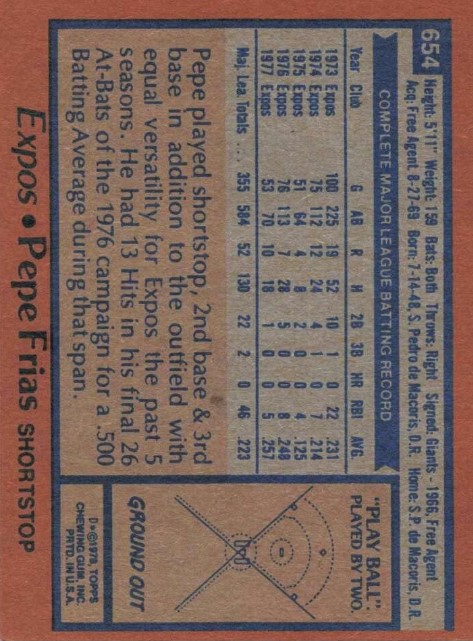 654
Height: 5'11" Weight: 159 Bats: Both Throws: Right Signed: Giants - 1966, Free Agent
Acq: Free Agent 8-27-69 Born: 7-14-48, S. Pedro de Macoris, D.R. Home: S.P. de Macoris, D.R.
COMPLETE MAJOR LEAGUE BATTING RECORD
Year Club G AB R H 2B 3B HR RBI AVG.
1973 Expos 100 225 19 52 10 1 0 22 .231
1974 Expos 75 112 12 24 4 1 0 7 .214
1975 Expos 51 64 4 8 2 0 0 4 .125
1976 Expos 76 113 7 28 5 0 0 8 .248
1977 Expos 53 70 10 18 1 0 0 5 .257
Maj. Lea. Totals ... 355 584 52 130 22 2 0 46 .223
Pepe played shortstop, 2nd base & 3rd
base in addition to the outfield with
equal versatility for Expos the past 5
seasons. He had 13 Hits in his final 26
At-Bats of the 1976 campaign for a .500
Batting Average during that span.
"PLAY BALL":
PLAYED BY TWO.
GROUND OUT
D*©1978, TOPPS
CHEWING GUM, INC.
PRTD. IN U.S.A.
Expos • Pepe Frias SHORTSTOP